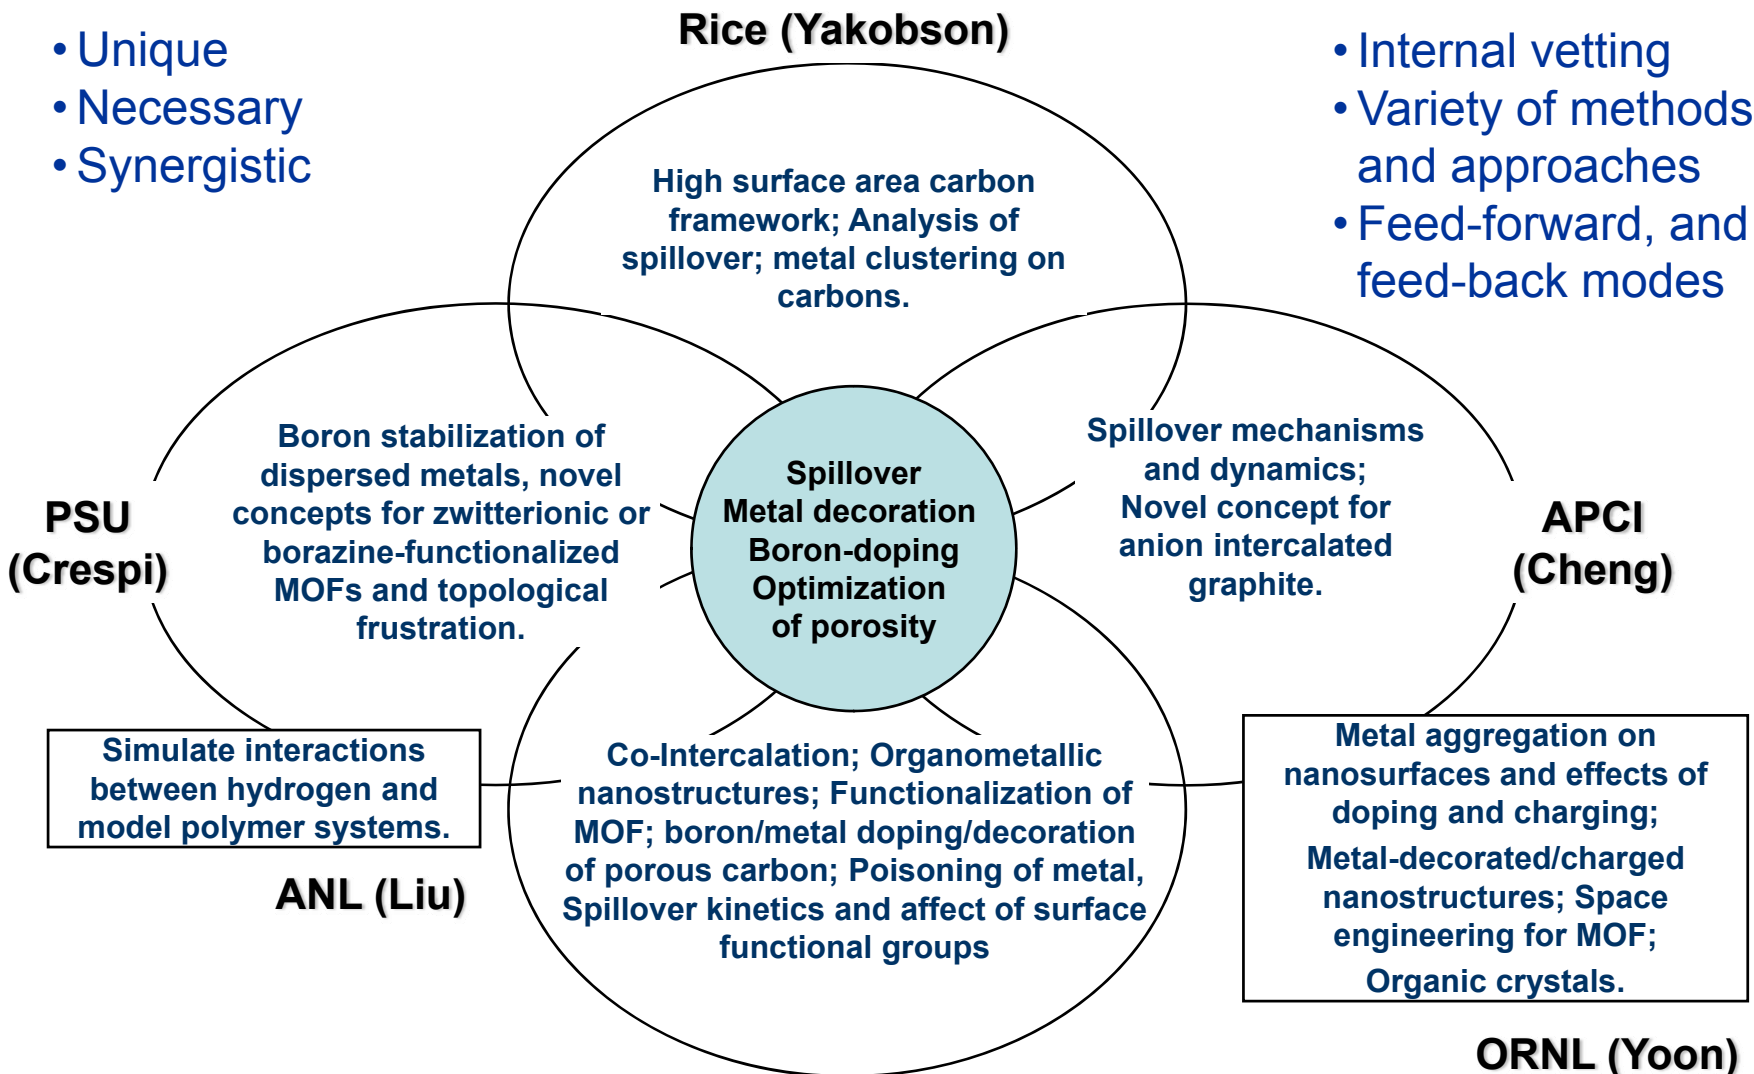 Rice (Yakobson)
• Unique
• Necessary
• Synergistic
• Internal vetting
• Variety of methods
and approaches
• Feed-forward, and
feed-back modes
High surface area carbon
framework; Analysis of
spillover; metal clustering on
carbons.
PSU
(Crespi)
Boron stabilization of
dispersed metals, novel
concepts for zwitterionic or
borazine-functionalized
MOFs and topological
frustration.
Spillover
Metal decoration
Boron-doping
Optimization
of porosity
Spillover mechanisms
and dynamics;
Novel concept for
anion intercalated
graphite.
APCI
(Cheng)
Simulate interactions
between hydrogen and
model polymer systems.
ANL (Liu)
Co-Intercalation; Organometallic
nanostructures; Functionalization of
MOF; boron/metal doping/decoration
of porous carbon; Poisoning of metal,
Spillover kinetics and affect of surface
functional groups
Metal aggregation on
nanosurfaces and effects of
doping and charging;
Metal-decorated/charged
nanostructures; Space
engineering for MOF;
Organic crystals.
ORNL (Yoon)